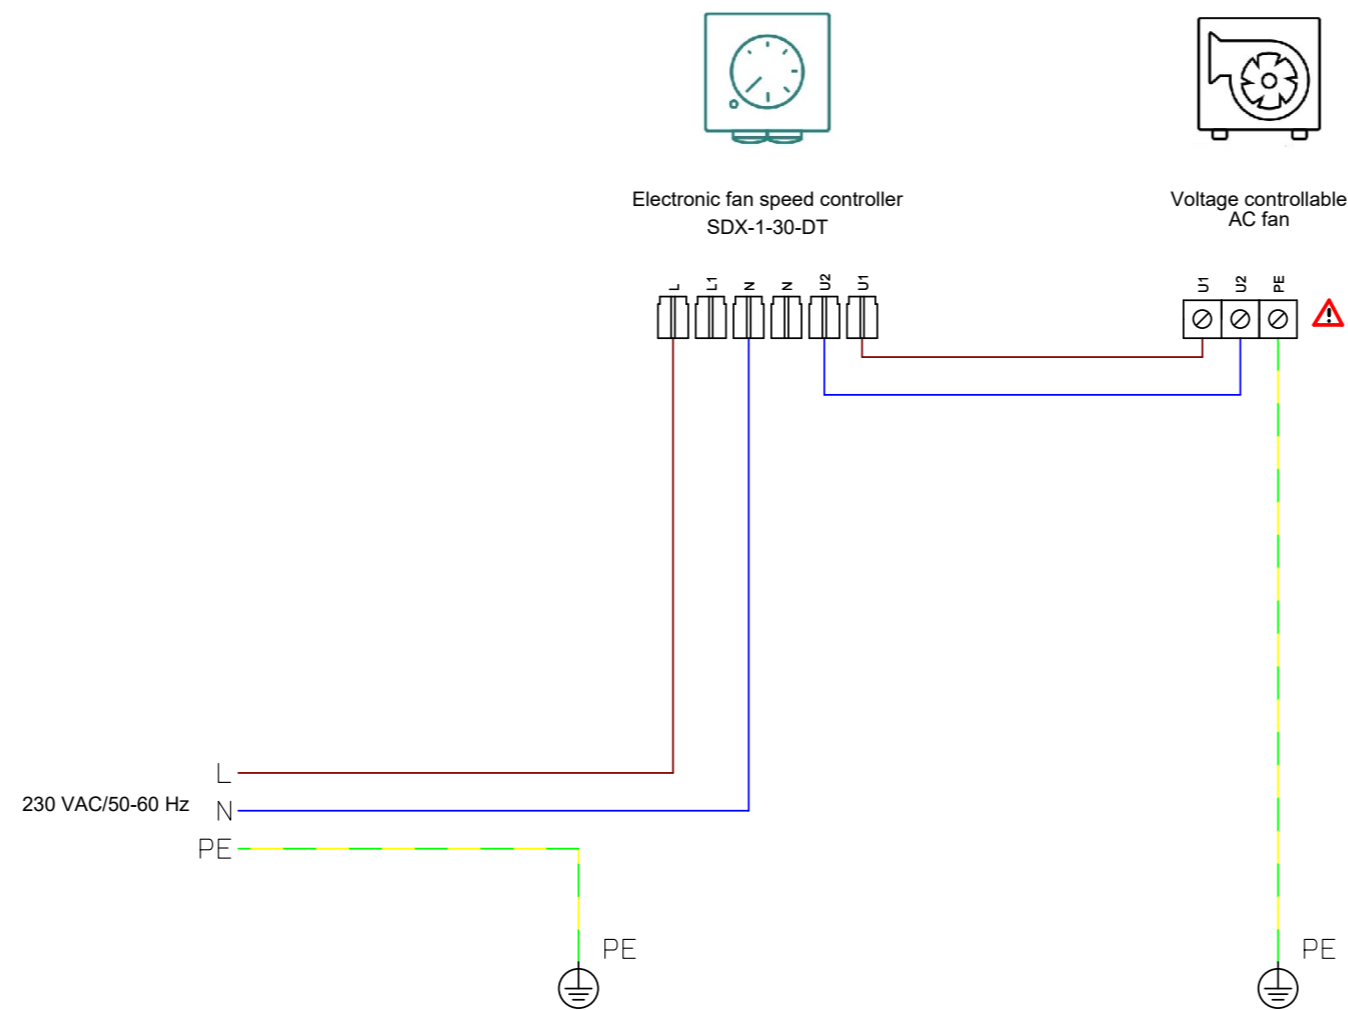 Electronic fan speed controller
SDX-1-30-DT
Voltage controllable
AC fan
L
L1
N
N
U2
U1
U1
U2
PE
L
230 VAC/50-60 Hz
N
PE
PE
PE